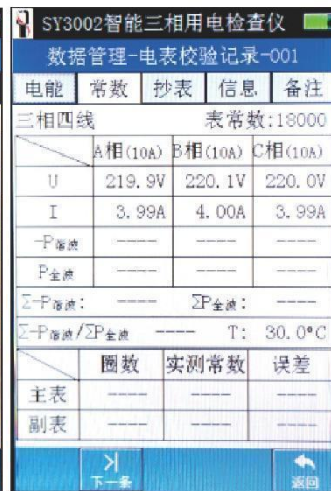 SY3002智能三相用电检查仪
数据管理-电表校验记录-001
电能 常数 抄表 信息 备注
三相四线 表常数:18000
A相(10A) B相(10A) C相(10A)
U 219.9V 220.1V 220.0V
I 3.99A 4.00A 3.99A
-P谐波 ---- ---- ----
P全波 ---- ---- ----
Σ-P谐波: ---- ΣP全波: ----
Σ-P谐波/ΣP全波 ---- T: 30.0°C
圈数 实测常数 误差
主表 ---- ---- ----
副表 ---- ---- ----
下一条 返回